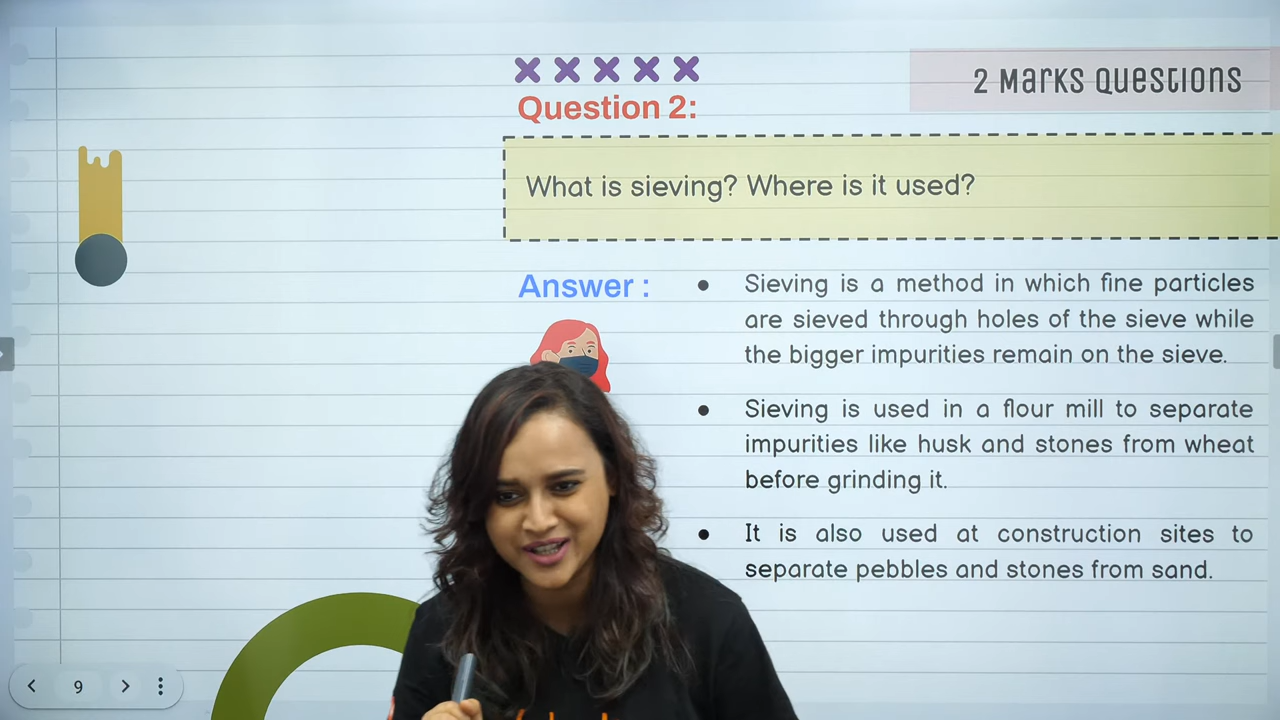 2 Marks Questions
Question 2:
What is sieving? Where is it used?
Answer :
• Sieving is a method in which fine particles
are sieved through holes of the sieve while
the bigger impurities remain on the sieve.
• Sieving is used in a flour mill to separate
impurities like husk and stones from wheat
before grinding it.
• It is also used at construction sites to
separate pebbles and stones from sand.
9